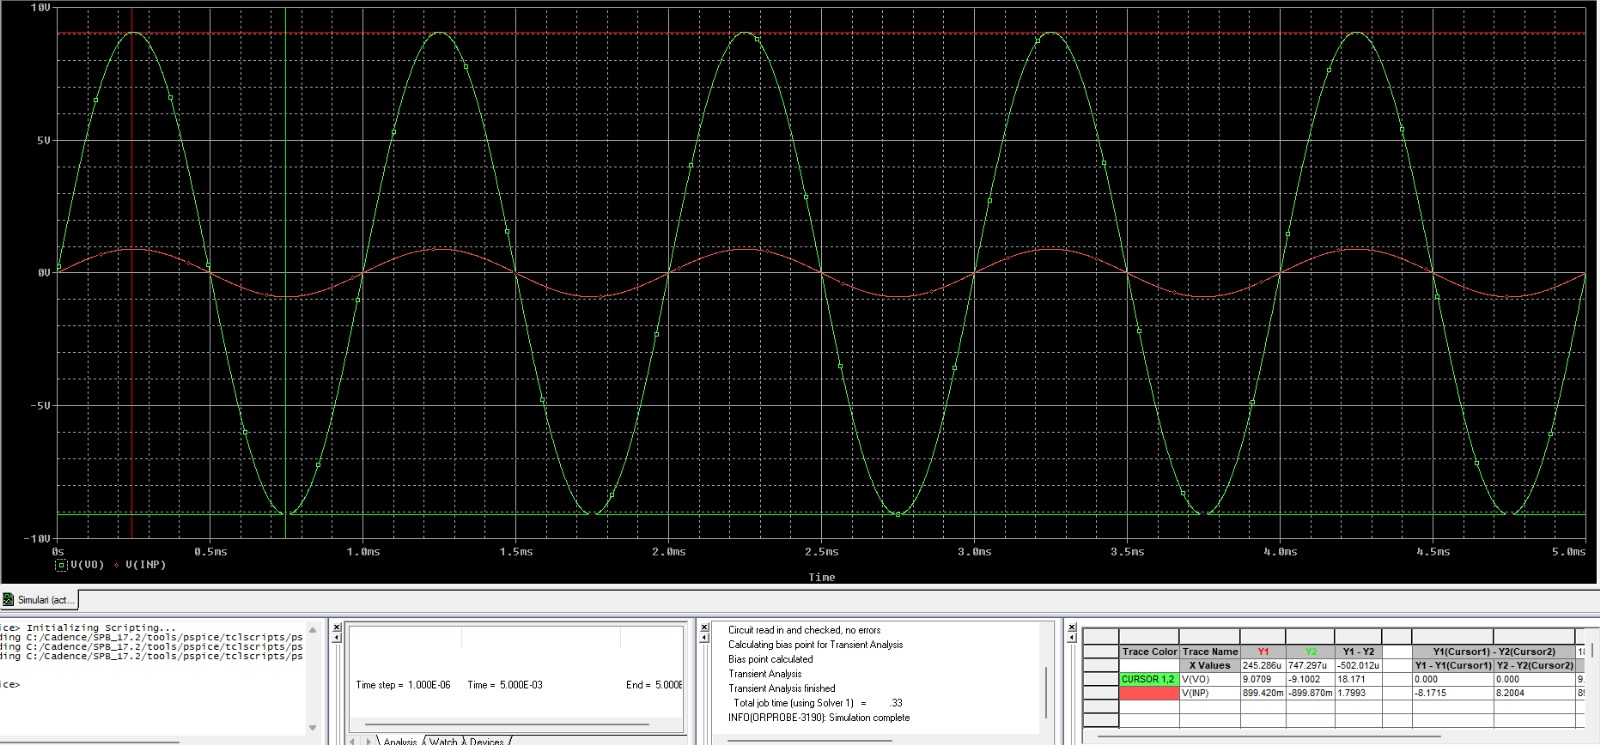 10V
5V
0V
-5V
-10V
0s 0.5ms 1.0ms 1.5ms 2.0ms 2.5ms 3.0ms 3.5ms 4.0ms 4.5ms 5.0ms
V(VO) V(INP)
Time
Simulari (act...
ice> Initializing Scripting...
ding C:/Cadence/SPB_17.2/tools/pspice/tclscripts/ps
ding C:/Cadence/SPB_17.2/tools/pspice/tclscripts/ps
ding C:/Cadence/SPB_17.2/tools/pspice/tclscripts/ps
ice>
Time step = 1.000E-06 Time = 5.000E-03 End = 5.000E
Analysis Watch Devices
Circuit read in and checked, no errors
Calculating bias point for Transient Analysis
Bias point calculated
Transient Analysis
Transient Analysis finished
Total job time (using Solver 1) = .33
INFO(ORPROBE-3190): Simulation complete
Trace Color Trace Name Y1 Y2 Y1 - Y2 Y1(Cursor1) - Y2(Cursor2)
X Values 245.286u 747.297u -502.012u Y1 - Y1(Cursor1) Y2 - Y2(Cursor2)
CURSOR 1,2 V(VO) 9.0709 -9.1002 18.171 0.000 0.000 9.
V(INP) 899.420m -899.870m 1.7993 -8.1715 8.2004